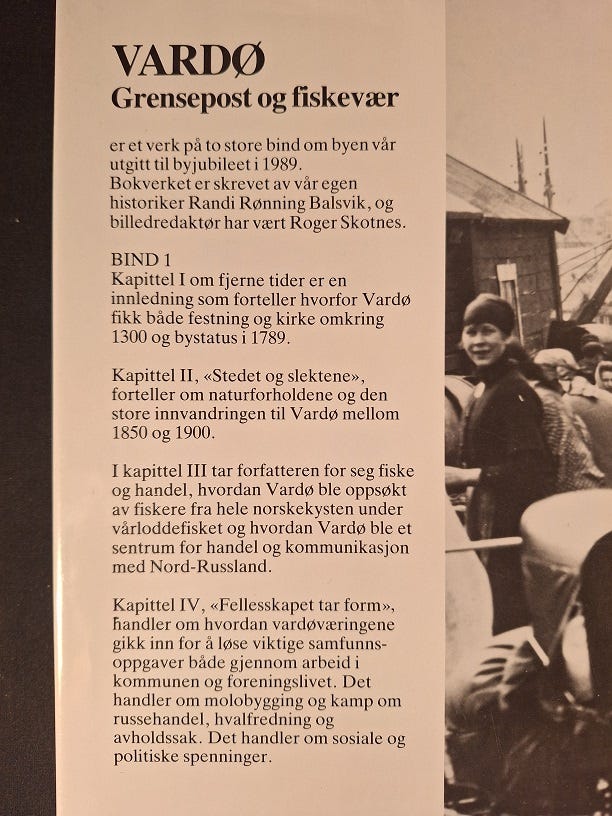 VARDØ
Grensepost og fiskevær
er et verk på to store bind om byen vår
utgitt til byjubileet i 1989.
Bokverket er skrevet av vår egen
historiker Randi Rønning Balsvik, og
billedredaktør har vært Roger Skotnes.
BIND 1
Kapittel I om fjerne tider er en
innledning som forteller hvorfor Vardø
fikk både festning og kirke omkring
1300 og bystatus i 1789.
Kapittel II, «Stedet og slektene»,
forteller om naturforholdene og den
store innvandringen til Vardø mellom
1850 og 1900.
I kapittel III tar forfatteren for seg fiske
og handel, hvordan Vardø ble oppsøkt
av fiskere fra hele norskekysten under
vårloddefisket og hvordan Vardø ble et
sentrum for handel og kommunikasjon
med Nord-Russland.
Kapittel IV, «Fellesskapet tar form»,
handler om hvordan vardøværingene
gikk inn for å løse viktige samfunns-
oppgaver både gjennom arbeid i
kommunen og foreningslivet. Det
handler om molobygging og kamp om
russehandel, hvalfredning og
avholdssak. Det handler om sosiale og
politiske spenninger.